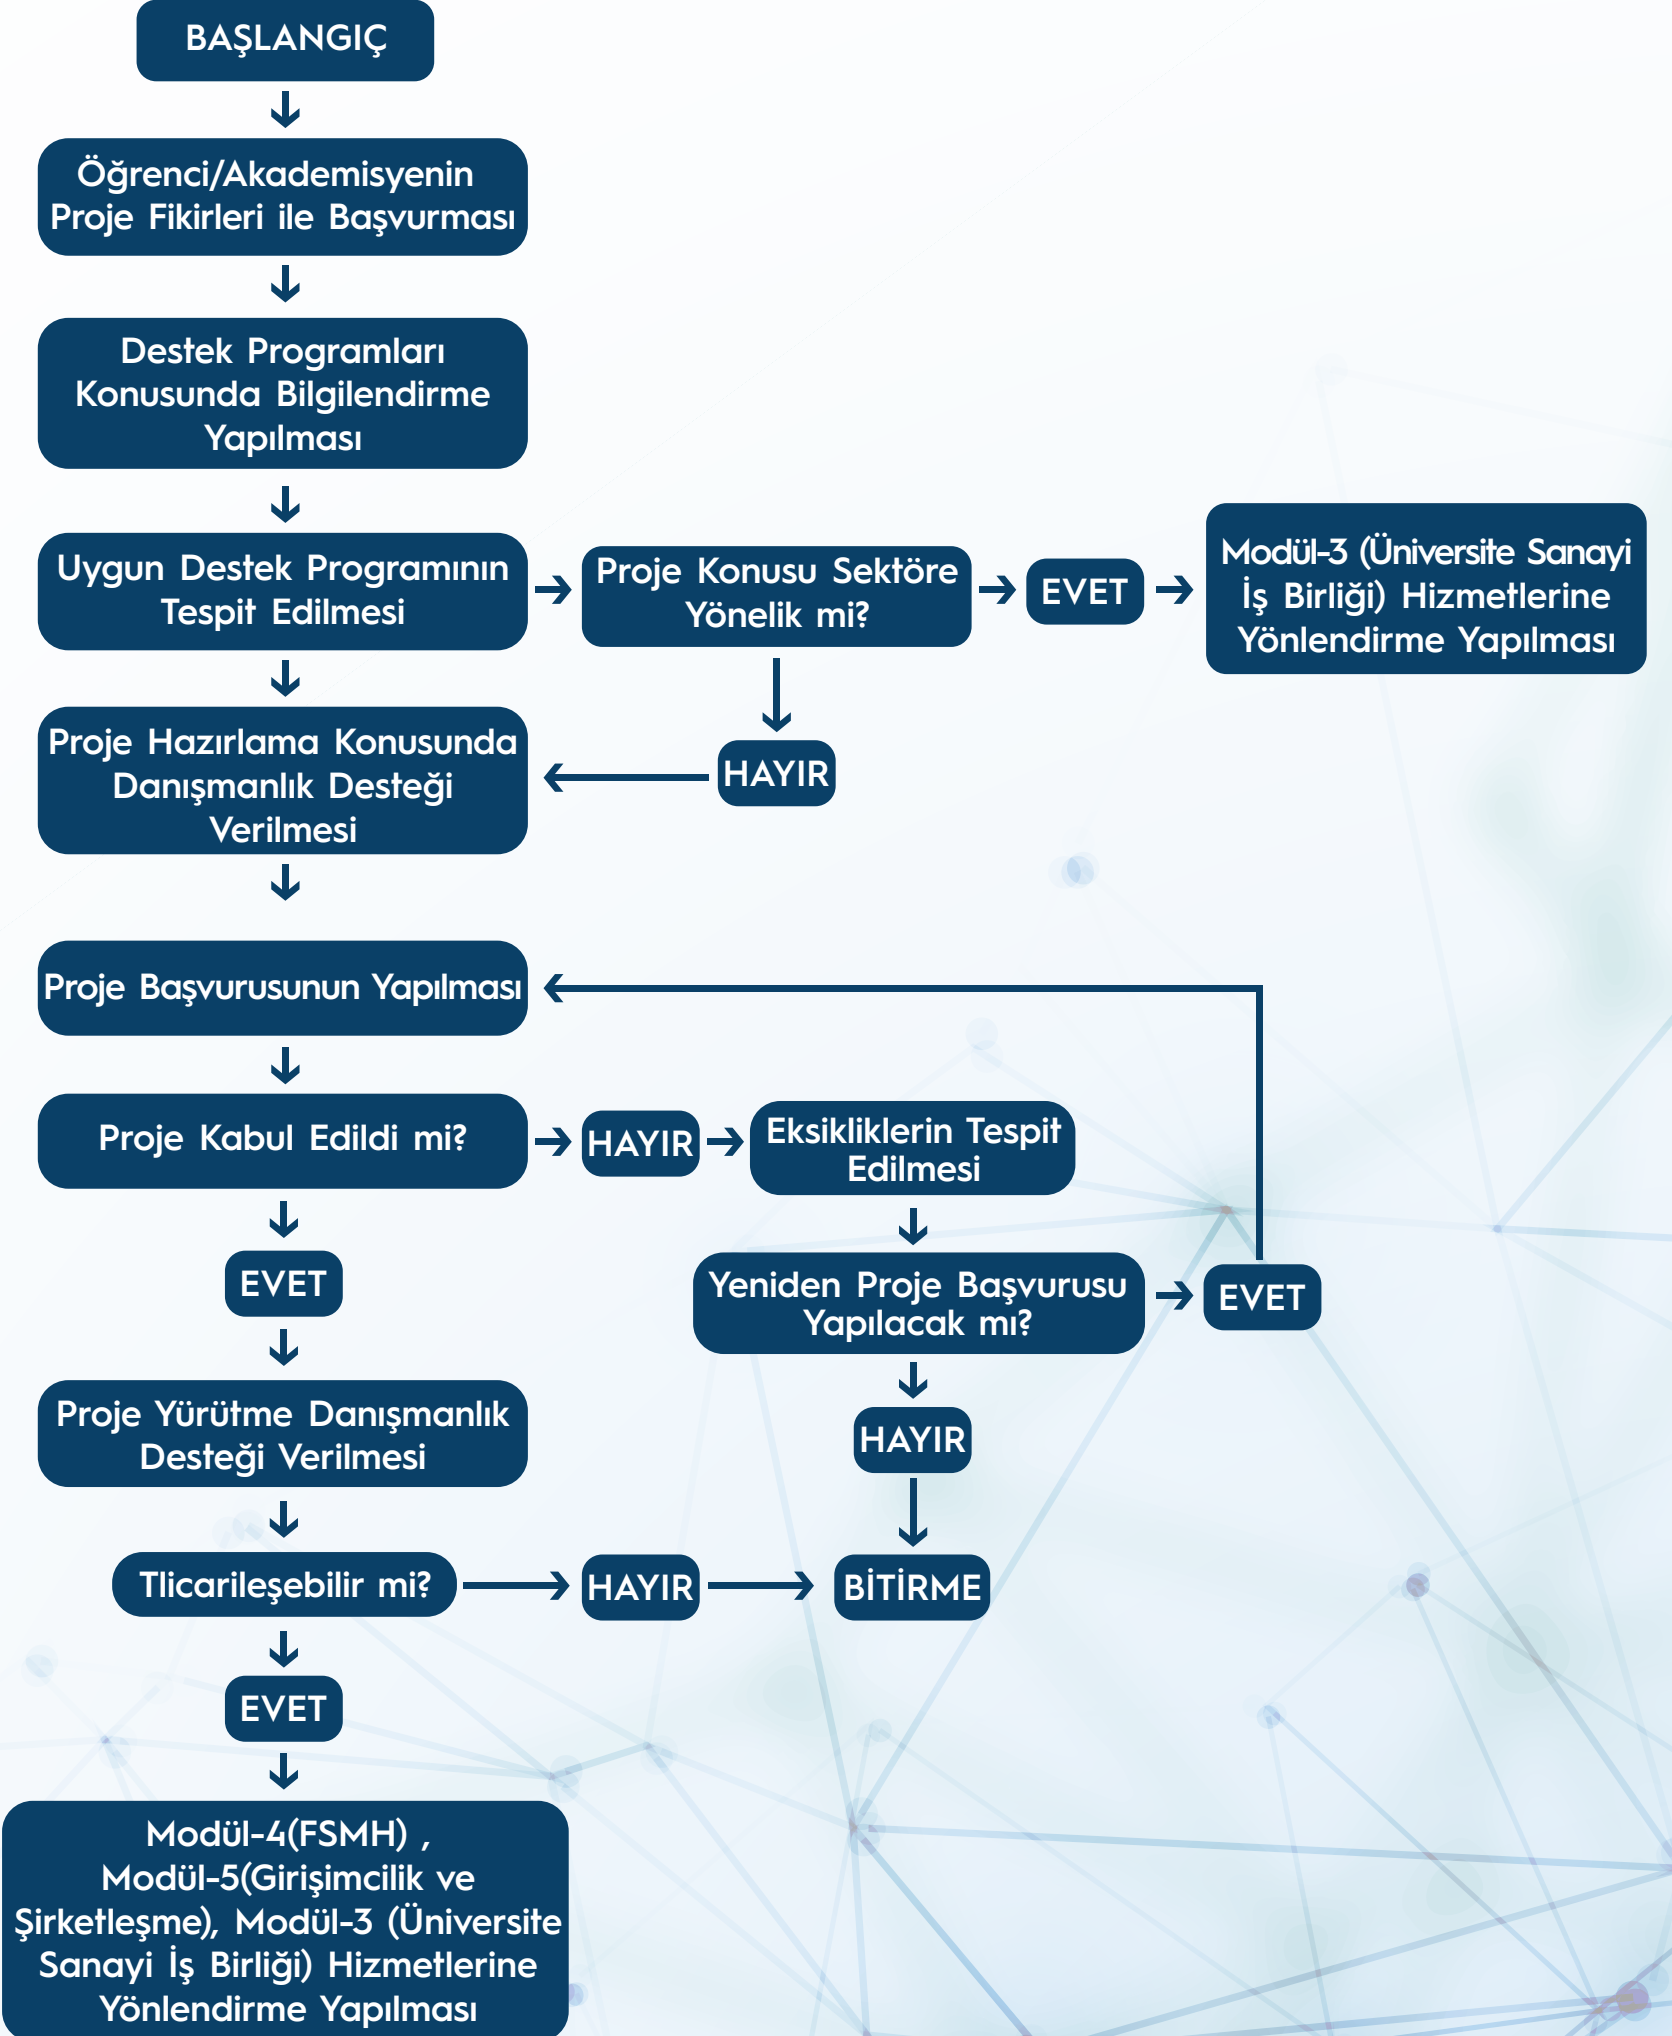 BAŞLANGIÇ
Öğrenci/Akademisyenin
Proje Fikirleri ile Başvurması
Destek Programları
Konusunda Bilgilendirme
Yapılması
Uygun Destek Programının
Tespit Edilmesi
Proje Konusu Sektöre
Yönelik mi?
EVET
Modül-3 (Üniversite Sanayi
İş Birliği) Hizmetlerine
Yönlendirme Yapılması
HAYIR
Proje Hazırlama Konusunda
Danışmanlık Desteği
Verilmesi
Proje Başvurusunun Yapılması
Proje Kabul Edildi mi?
HAYIR
Eksikliklerin Tespit
Edilmesi
EVET
Yeniden Proje Başvurusu
Yapılacak mı?
EVET
Proje Yürütme Danışmanlık
Desteği Verilmesi
HAYIR
Tlicarileşebilir mi?
HAYIR
BİTİRME
EVET
Modül-4(FSMH) ,
Modül-5(Girişimcilik ve
Şirketleşme), Modül-3 (Üniversite
Sanayi İş Birliği) Hizmetlerine
Yönlendirme Yapılması